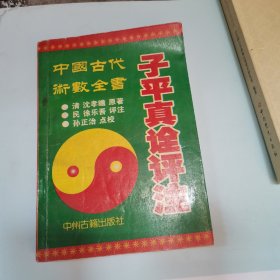 中國古代
術數全書
清 沈孝瞻 原著
民 徐乐吾 评注
孙正治 点校
子平真诠评注
中州古籍出版社